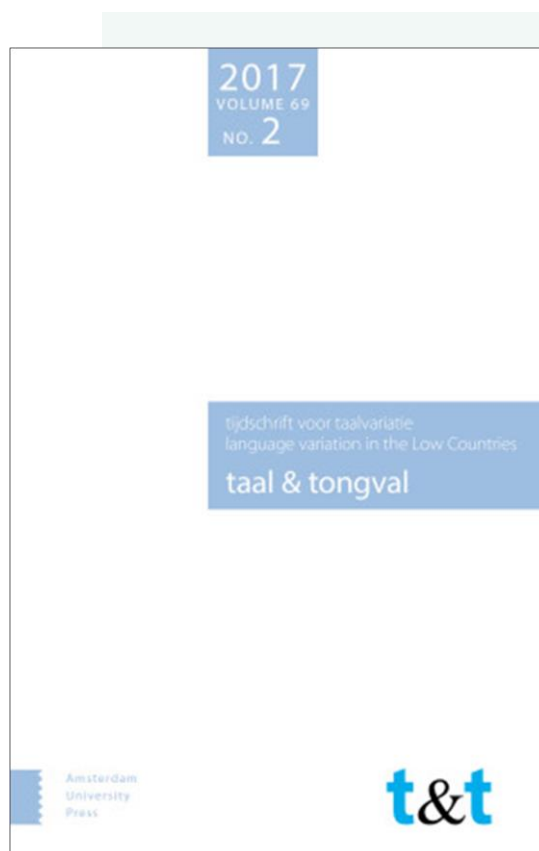 2017
VOLUME 69
NO. 2
tijdschrift voor taalvariatie
language variation in the Low Countries
taal & tongval
Amsterdam
University
Press
t&t